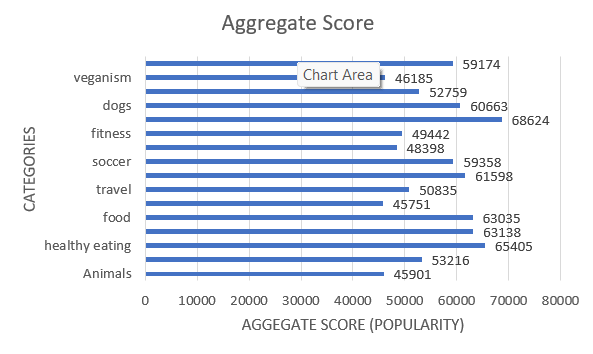 Aggregate Score
59174
Chart Area
veganism 46185
52759
dogs 60663
68624
fitness 49442
48398
soccer 59358
61598
travel 50835
45751
food 63035
63138
healthy eating 65405
53216
Animals 45901
0 10000 20000 30000 40000 50000 60000 70000 80000
AGGEGATE SCORE (POPULARITY)
CATEGORIES